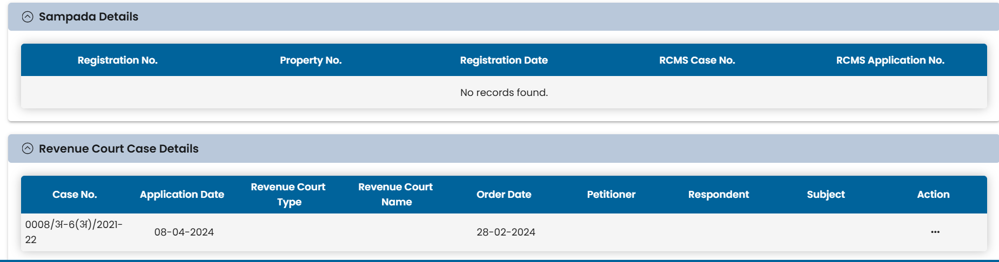 Sampada Details
Registration No. Property No. Registration Date RCMS Case No. RCMS Application No.
No records found.
Revenue Court Case Details
Case No. Application Date Revenue Court Type Revenue Court Name Order Date Petitioner Respondent Subject Action
0008/अ-6(अ)/2021-
22 08-04-2024 28-02-2024 ...